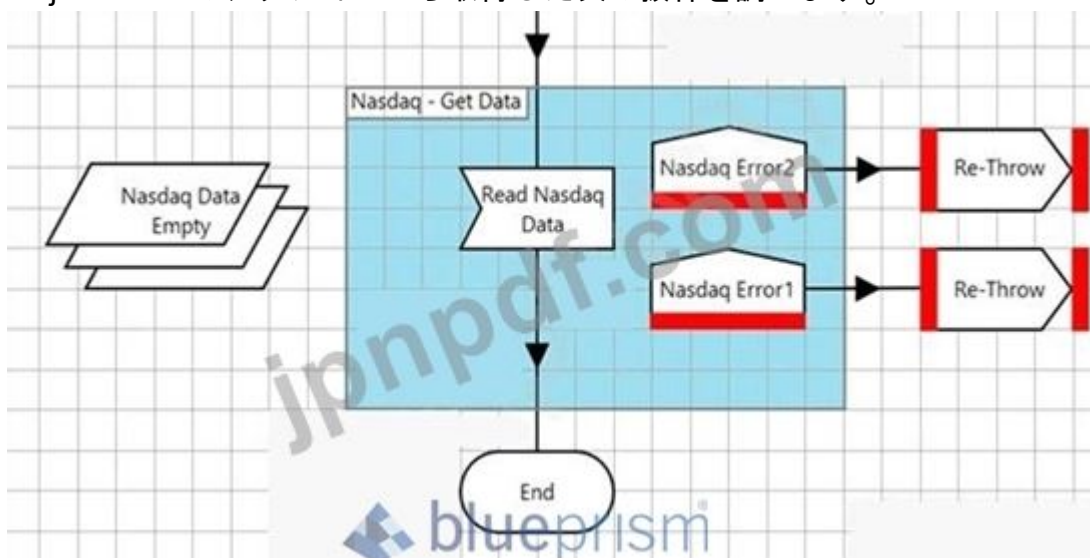 Nasdaq - Get Data
Nasdaq Data
Empty
Read Nasdaq
Data
Nasdaq Error2
Re-Throw
Nasdaq Error1
Re-Throw
End
jpnpdf.com
blueprism